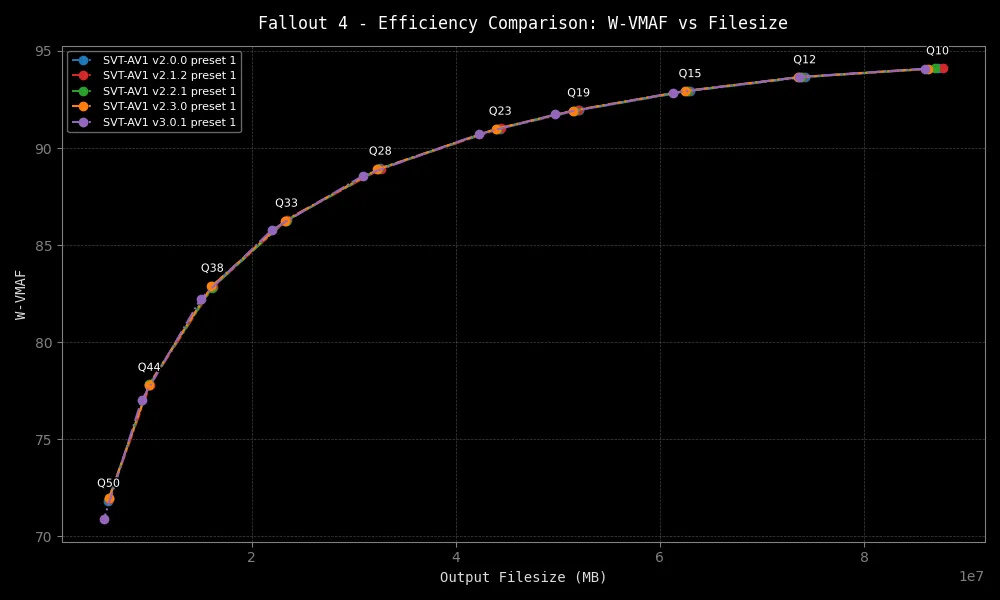 Fallout 4 - Efficiency Comparison: W-VMAF vs Filesize
SVT-AV1 v2.0.0 preset 1
SVT-AV1 v2.1.2 preset 1
SVT-AV1 v2.2.1 preset 1
SVT-AV1 v2.3.0 preset 1
SVT-AV1 v3.0.1 preset 1
Q10
Q12
Q15
Q19
Q23
Q28
Q33
Q38
Q44
Q50
95
90
85
80
75
70
W-VMAF
2
4
6
8
1e7
Output Filesize (MB)